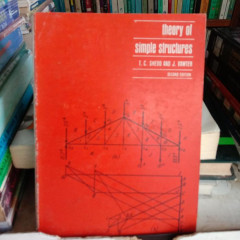 theory of
simple structures
T. C. SHEDD AND J. VAWTER
SECOND EDITION